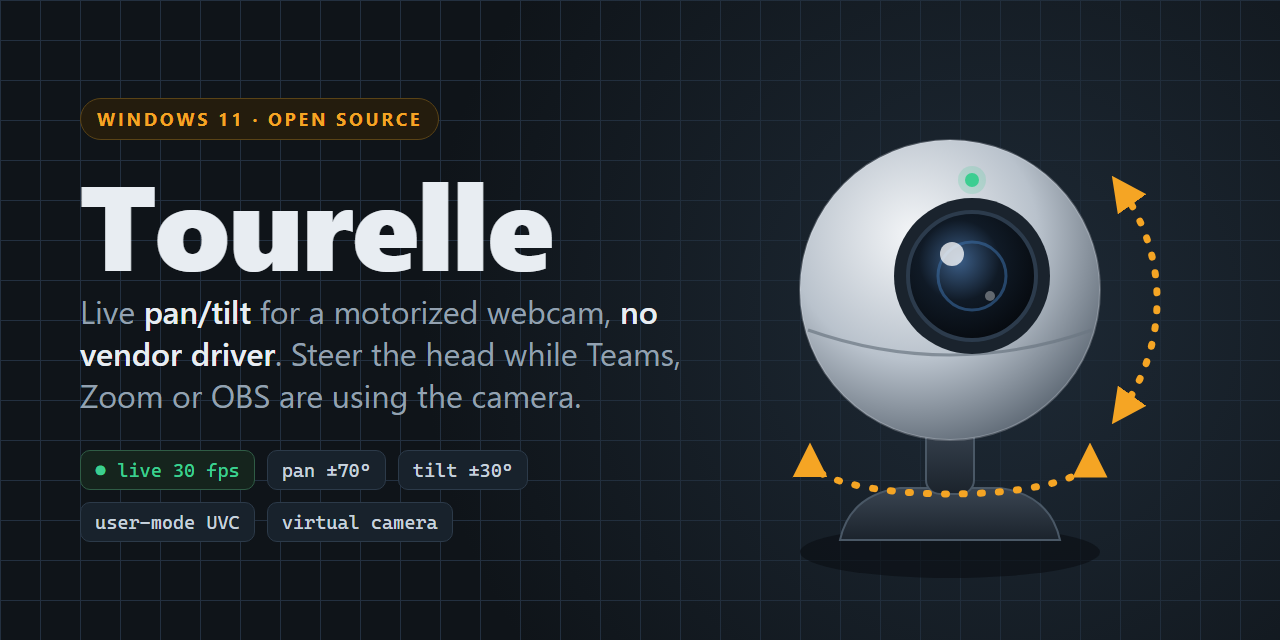 WINDOWS 11 · OPEN SOURCE
Tourelle
Live pan/tilt for a motorized webcam, no
vendor driver. Steer the head while Teams,
Zoom or OBS are using the camera.
live 30 fps
pan ±70°
tilt ±30°
user-mode UVC
virtual camera